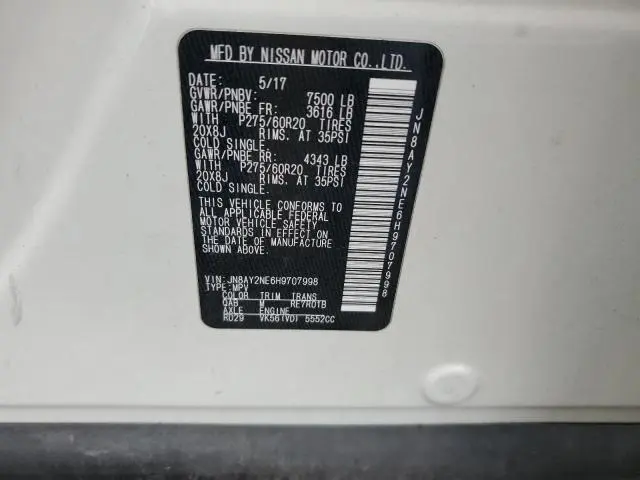 MFD BY NISSAN MOTOR CO.,LTD.
DATE: 5/17
GVWR/PNBV: 7500 LB
GAWR/PNBE FR: 3616 LB
WITH P275/60R20 TIRES
20X8J RIMS. AT 35PSI
COLD SINGLE.
GAWR/PNBE RR: 4343 LB
WITH P275/60R20 TIRES
20X8J RIMS. AT 35PSI
COLD SINGLE.
THIS VEHICLE CONFORMS TO
ALL APPLICABLE FEDERAL
MOTOR VEHICLE SAFETY
STANDARDS IN EFFECT ON
THE DATE OF MANUFACTURE
SHOWN ABOVE.
VIN:JN8AY2NE6H9707998
TYPE:MPV
COLOR TRIM TRANS
QAB M RE7R01B
AXLE ENGINE
RD29 VK56(VD) 5552CC
JN8AY2NE6H9707998